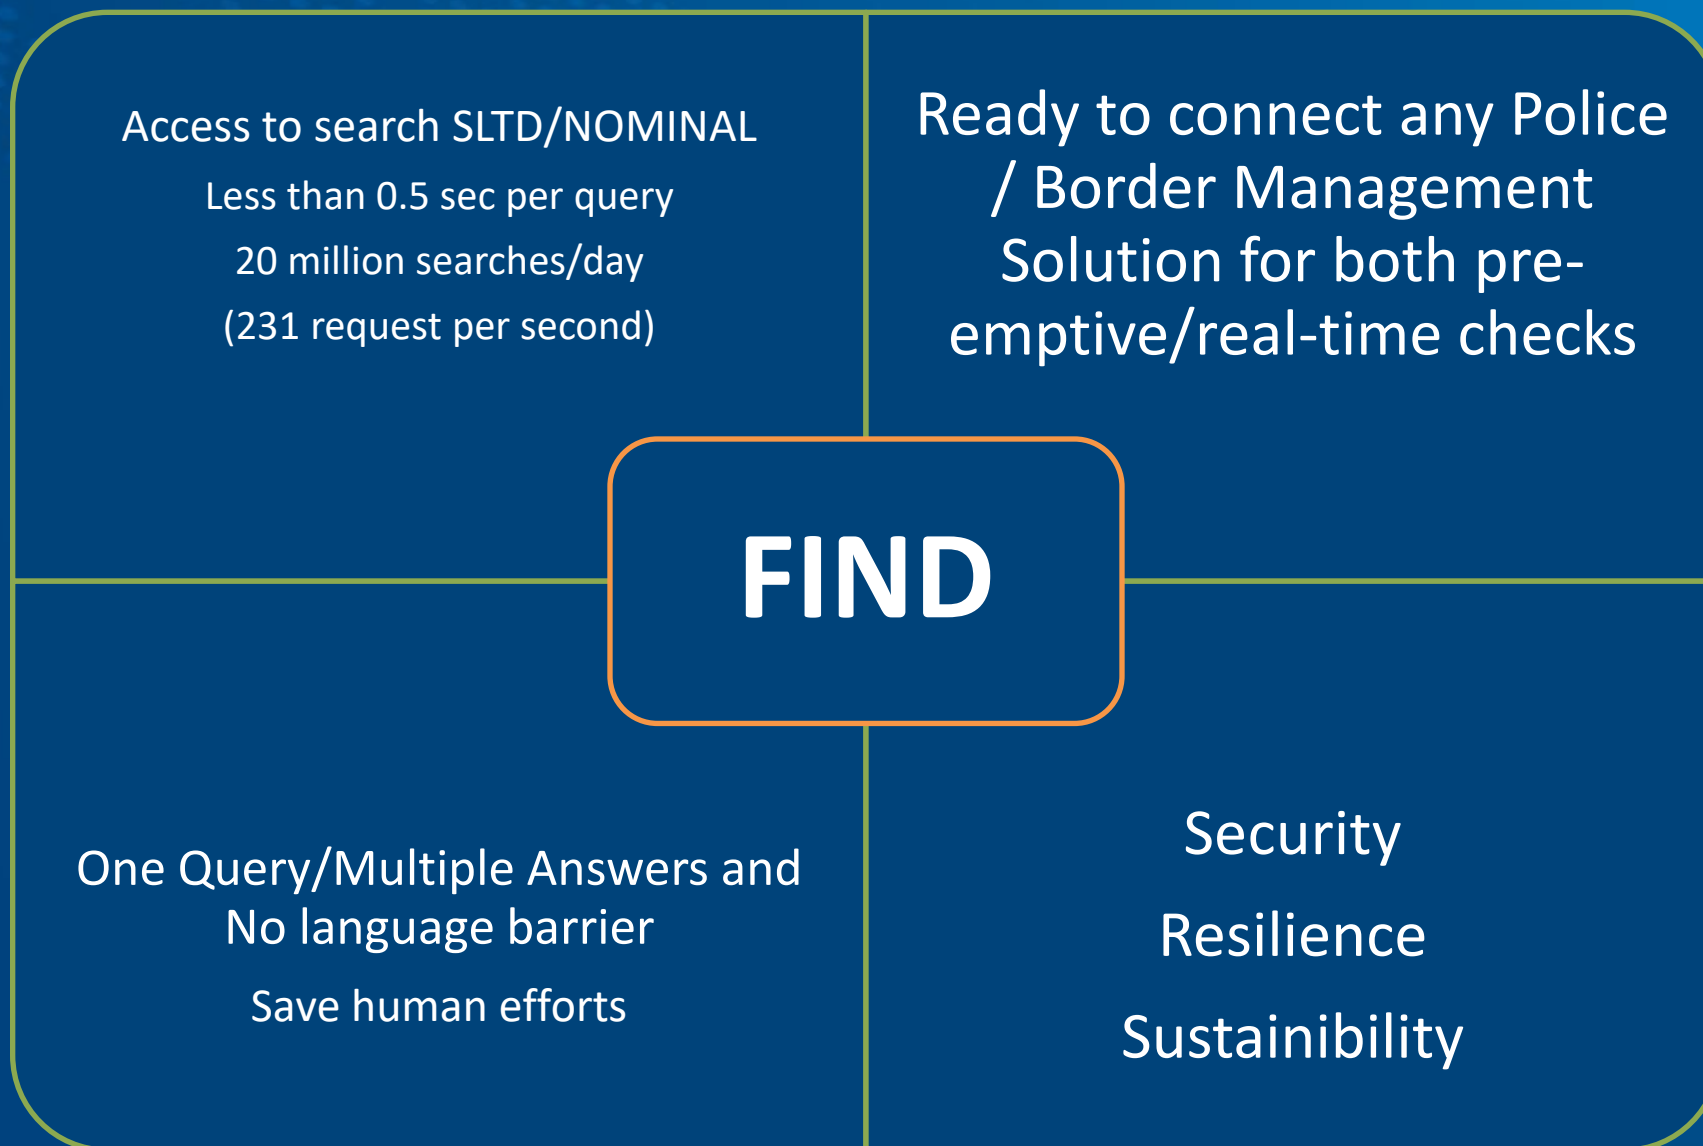 Access to search SLTD/NOMINAL
Less than 0.5 sec per query
20 million searches/day
(231 request per second)
Ready to connect any Police
/ Border Management
Solution for both pre-
emptive/real-time checks
FIND
One Query/Multiple Answers and
No language barrier
Save human efforts
Security
Resilience
Sustainibility